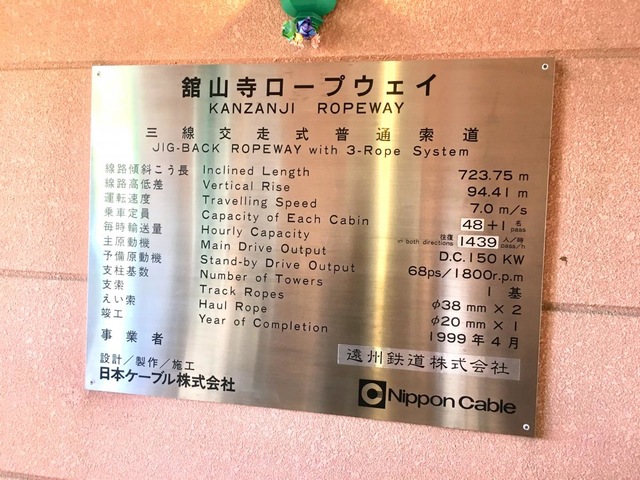 舘山寺ロープウェイ
KANZANJI ROPEWAY
三線交走式普通索道
JIG-BACK ROPEWAY with 3-Rope System
線路傾斜こう長 Inclined Length 723.75 m
線路高低差 Vertical Rise 94.41 m
運転速度 Travelling Speed 7.0 m/s
乗車定員 Capacity of Each Cabin 48+1 名 pass
毎時輸送量 Hourly Capacity 往復 in both directions 1439 人/時 pass/h
主原動機 Main Drive Output D.C.150 KW
予備原動機 Stand-by Drive Output 68ps/1800r.p.m
支柱基数 Number of Towers 1 基
支索 Track Ropes φ38 mm × 2
えい索 Haul Rope φ20 mm × 1
竣工 Year of Completion 1999 年 4 月
事業者 遠州鉄道株式会社
設計/製作/施工
日本ケーブル株式会社
Nippon Cable